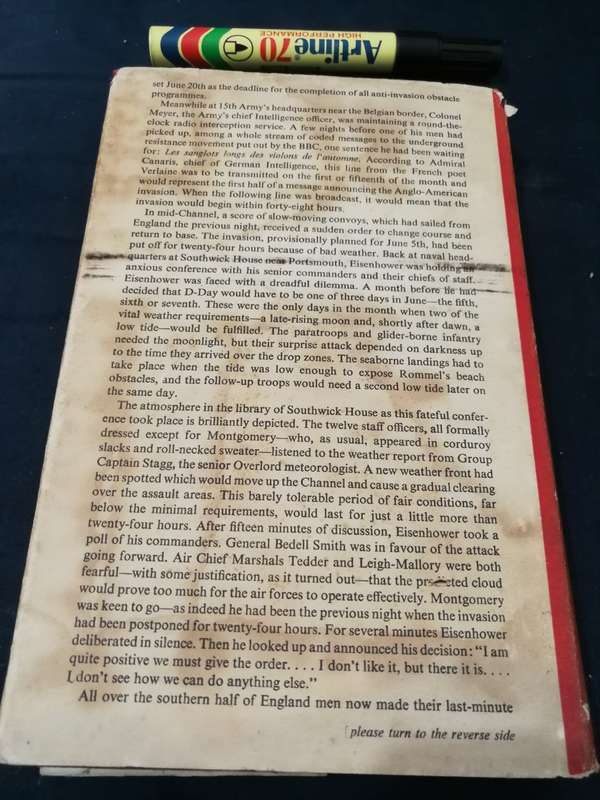 Artline 70
HIGH PERFORMANCE
set June 20th as the deadline for the completion of all anti-invasion obstacle
programmes.
Meanwhile at 15th Army's headquarters near the Belgian border, Colonel
Meyer, the Army's chief Intelligence officer, was maintaining a round-the-
clock radio interception service. A few nights before one of his men had
picked up, among a whole stream of coded messages to the underground
resistance movement put out by the BBC, one sentence he had been waiting
for: Les sanglots longs des violons de l'automne. According to Admiral
Canaris, chief of German Intelligence, this line from the French poet
Verlaine was to be transmitted on the first or fifteenth of the month and
would represent the first half of a message announcing the Anglo-American
invasion. When the following line was broadcast, it would mean that the
invasion would begin within forty-eight hours.
In mid-Channel, a score of slow-moving convoys, which had sailed from
England the previous night, received a sudden order to change course and
return to base. The invasion, provisionally planned for June 5th, had been
put off for twenty-four hours because of bad weather. Back at naval head-
quarters at Southwick House near Portsmouth, Eisenhower was holding an
anxious conference with his senior commanders and their chiefs of staff.
Eisenhower was faced with a dreadful dilemma. A month before he had
decided that D-Day would have to be one of three days in June—the fifth,
sixth or seventh. These were the only days in the month when two of the
vital weather requirements—a late-rising moon and, shortly after dawn, a
low tide—would be fulfilled. The paratroops and glider-borne infantry
needed the moonlight, but their surprise attack depended on darkness up
to the time they arrived over the drop zones. The seaborne landings had to
take place when the tide was low enough to expose Rommel's beach
obstacles, and the follow-up troops would need a second low tide later on
the same day.
The atmosphere in the library of Southwick House as this fateful confer-
ence took place is brilliantly depicted. The twelve staff officers, all formally
dressed except for Montgomery—who, as usual, appeared in corduroy
slacks and roll-necked sweater—listened to the weather report from Group
Captain Stagg, the senior Overlord meteorologist. A new weather front had
been spotted which would move up the Channel and cause a gradual clearing
over the assault areas. This barely tolerable period of fair conditions, far
below the minimal requirements, would last for just a little more than
twenty-four hours. After fifteen minutes of discussion, Eisenhower took a
poll of his commanders. General Bedell Smith was in favour of the attack
going forward. Air Chief Marshals Tedder and Leigh-Mallory were both
fearful—with some justification, as it turned out—that the cloud
would prove too much for the air forces to operate effectively. Montgomery
was keen to go—as indeed he had been the previous night when the invasion
had been postponed for twenty-four hours. For several minutes Eisenhower
deliberated in silence. Then he looked up and announced his decision: "I am
quite positive we must give the order. . . . I don't like it, but there it is. . . .
I don't see how we can do anything else."
All over the southern half of England men now made their last-minute
[please turn to the reverse side